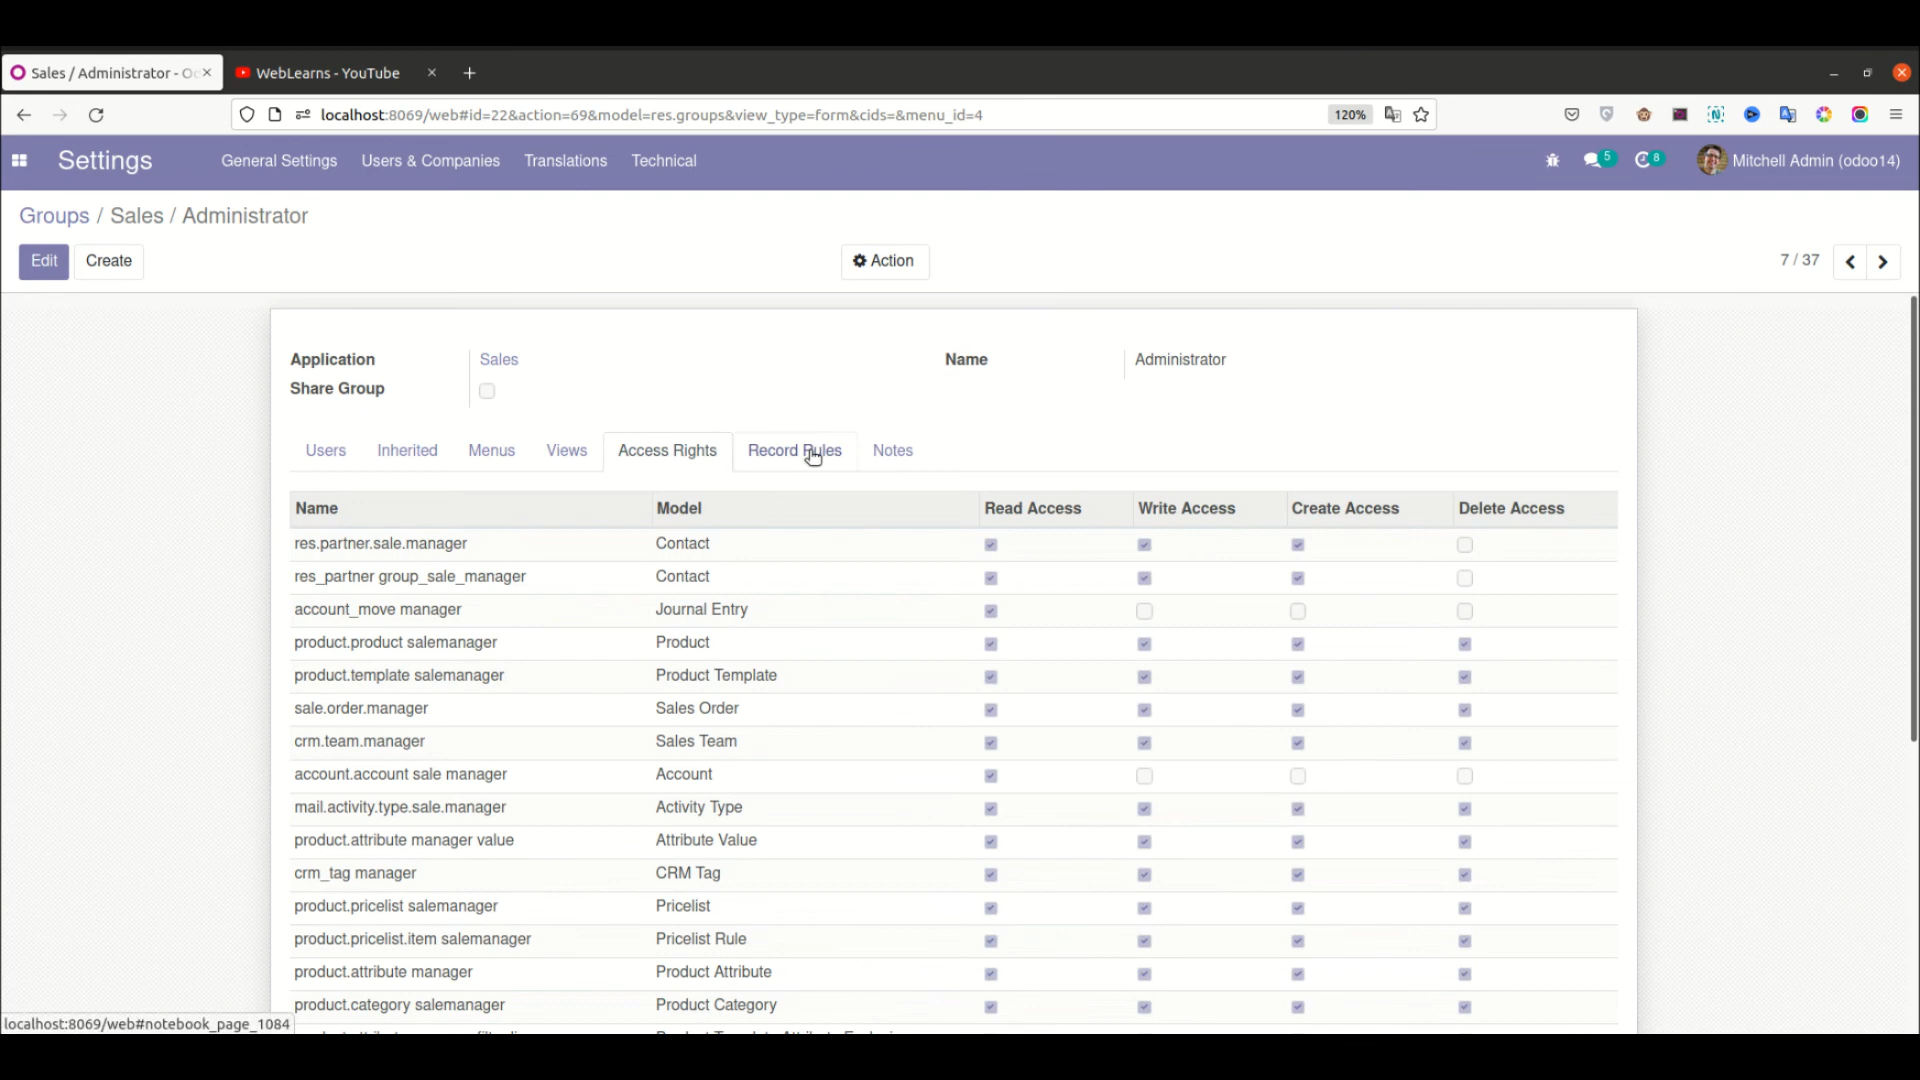 Sales / Administrator - Od
WebLearns - YouTube
localhost:8069/web#id=22&action=69&model=res.groups&view_type=form&cids=&menu_id=4
120%
Settings
General Settings
Users & Companies
Translations
Technical
5
8
Mitchell Admin (odoo14)
Groups / Sales / Administrator
Edit
Create
Action
7 / 37
Application
Sales
Name
Administrator
Share Group
Users
Inherited
Menus
Views
Access Rights
Record Rules
Notes
Name Model Read Access Write Access Create Access Delete Access
res.partner.sale.manager Contact
res_partner group_sale_manager Contact
account_move manager Journal Entry
product.product salemanager Product
product.template salemanager Product Template
sale.order.manager Sales Order
crm.team.manager Sales Team
account.account sale manager Account
mail.activity.type.sale.manager Activity Type
product.attribute manager value Attribute Value
crm_tag manager CRM Tag
product.pricelist salemanager Pricelist
product.pricelist.item salemanager Pricelist Rule
product.attribute manager Product Attribute
product.category salemanager Product Category
localhost:8069/web#notebook_page_1084